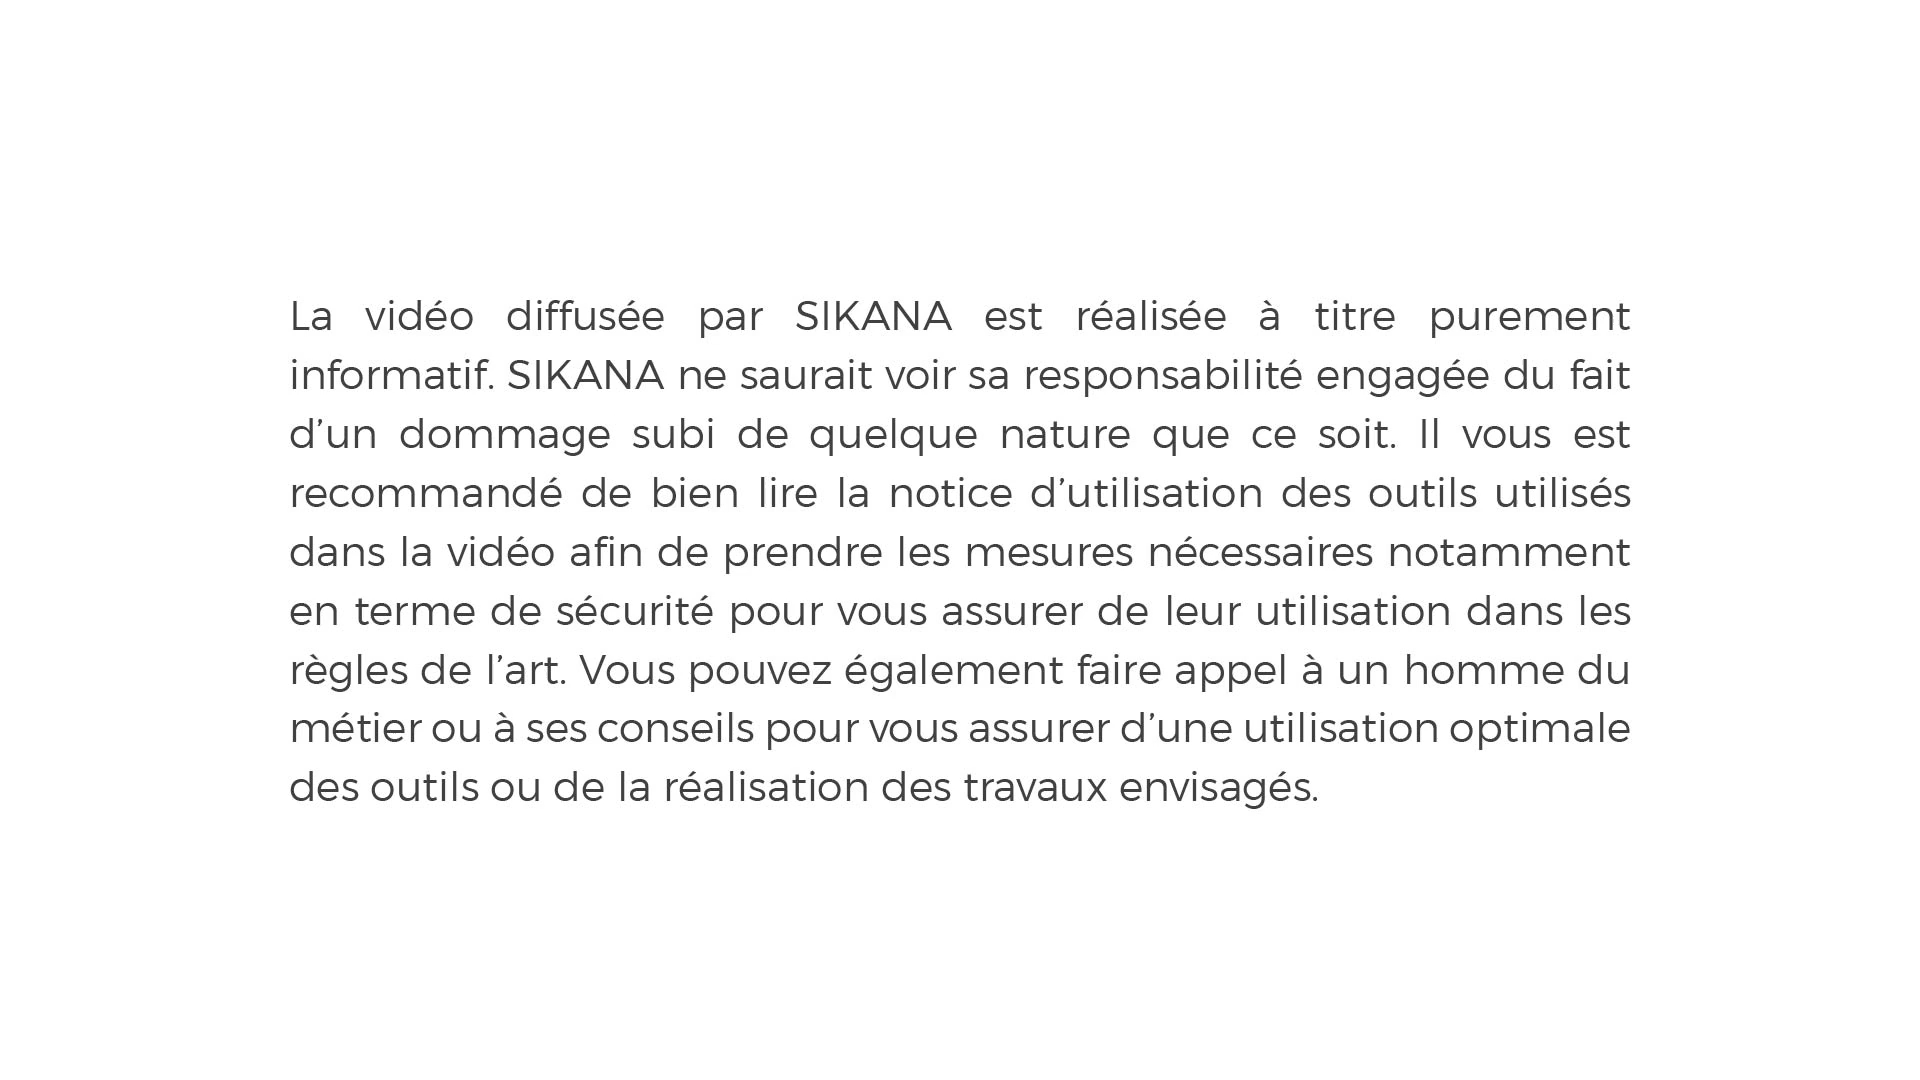 La vidéo diffusée par SIKANA est réalisée à titre purement
informatif. SIKANA ne saurait voir sa responsabilité engagée du fait
d’un dommage subi de quelque nature que ce soit. Il vous est
recommandé de bien lire la notice d’utilisation des outils utilisés
dans la vidéo afin de prendre les mesures nécessaires notamment
en terme de sécurité pour vous assurer de leur utilisation dans les
règles de l’art. Vous pouvez également faire appel à un homme du
métier ou à ses conseils pour vous assurer d’une utilisation optimale
des outils ou de la réalisation des travaux envisagés.